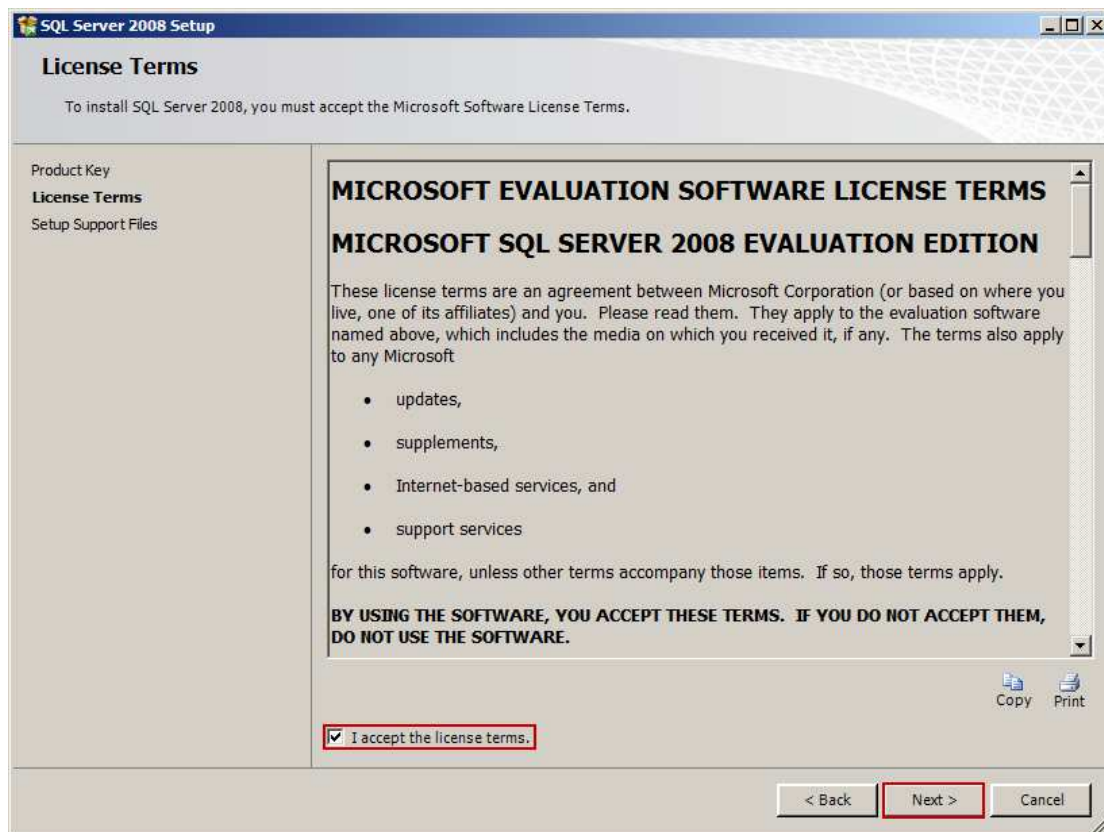 SQL Server 2008 Setup
License Terms
To install SQL Server 2008, you must accept the Microsoft Software License Terms.
Product Key
License Terms
Setup Support Files
MICROSOFT EVALUATION SOFTWARE LICENSE TERMS
MICROSOFT SQL SERVER 2008 EVALUATION EDITION
These license terms are an agreement between Microsoft Corporation (or based on where you
live, one of its affiliates) and you.  Please read them.  They apply to the evaluation software
named above, which includes the media on which you received it, if any.  The terms also apply
to any Microsoft
• updates,
• supplements,
• Internet-based services, and
• support services
for this software, unless other terms accompany those items.  If so, those terms apply.
BY USING THE SOFTWARE, YOU ACCEPT THESE TERMS.  IF YOU DO NOT ACCEPT THEM,
DO NOT USE THE SOFTWARE.
Copy Print
I accept the license terms.
< Back Next > Cancel